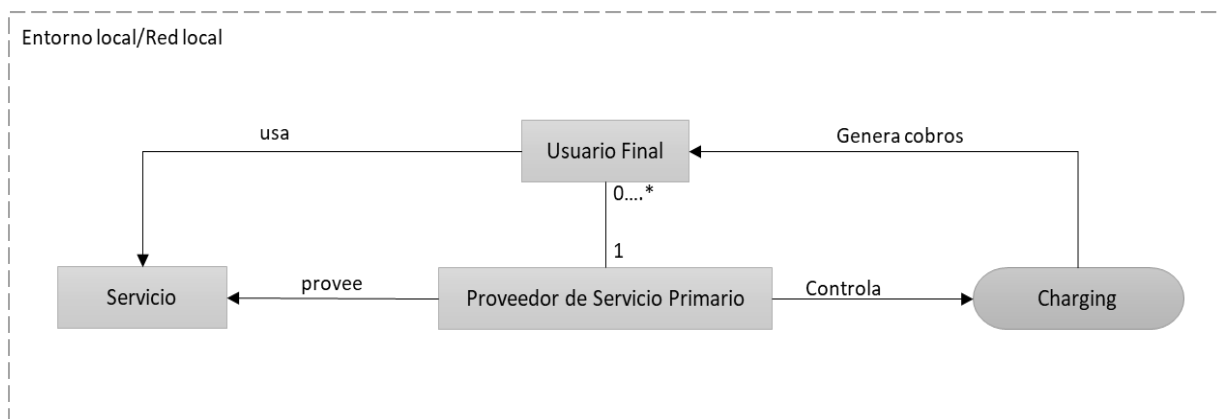 Entorno local/Red local
usa
Usuario Final
Genera cobros
0....*
1
Servicio
provee
Proveedor de Servicio Primario
Controla
Charging